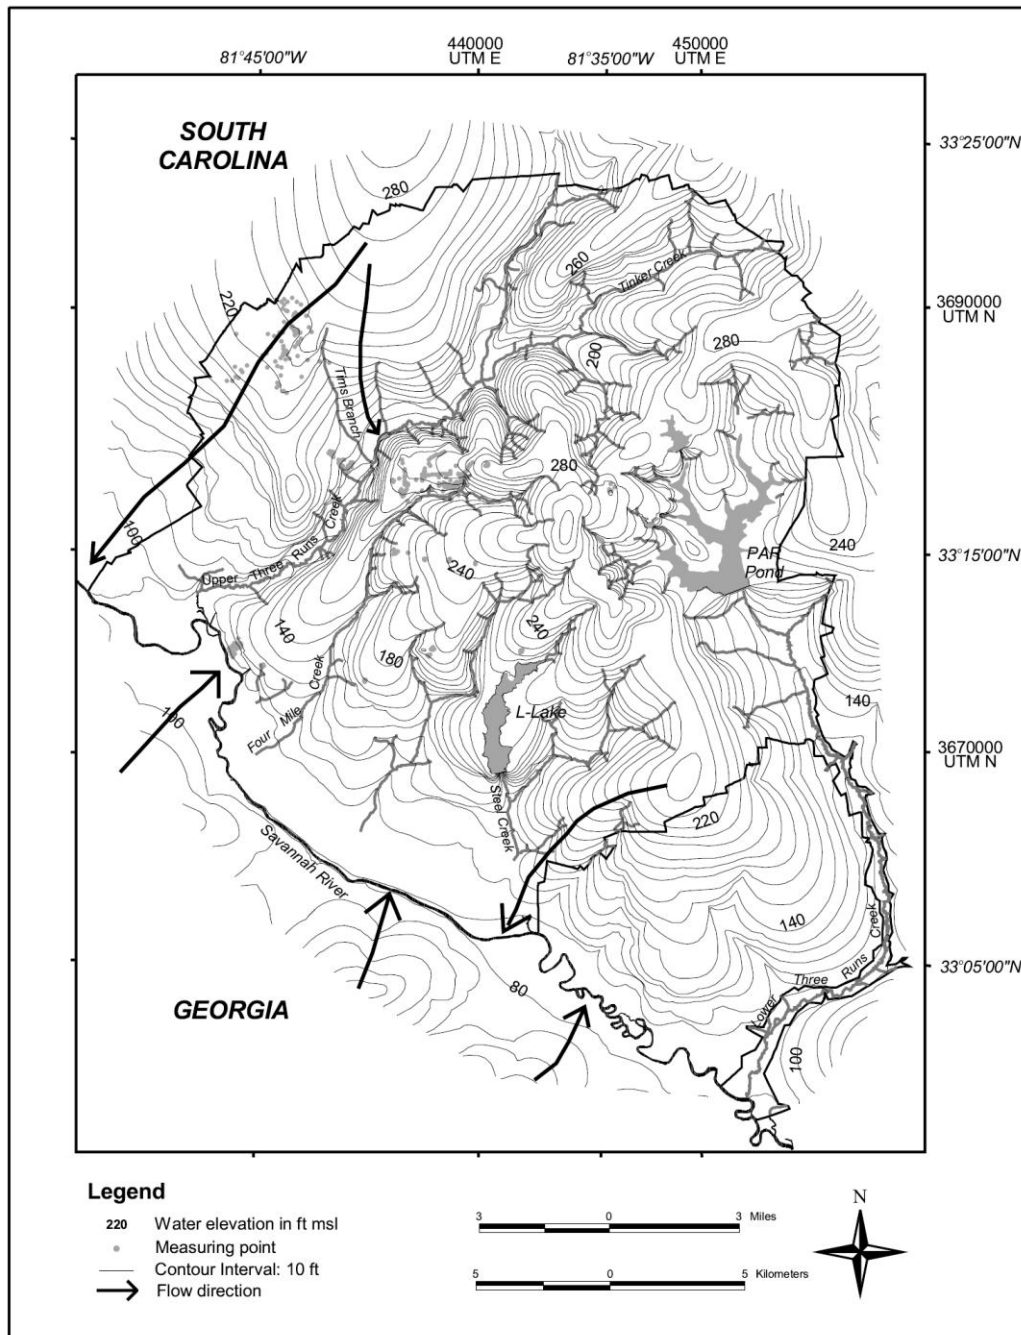 440000
UTM E
450000
UTM E
81°45'00"W
81°35'00"W
SOUTH
CAROLINA
33°25'00"N
280
260
Tinker Creek
220
3690000
UTM N
280
200
Tims Branch
280
100
240
Upper Three Runs Creek
PAR
Pond
33°15'00"N
240
140
240
180
140
L-Lake
100
Four Mile Creek
3670000
UTM N
Steel Creek
220
Savannah River
140
Lower Three Runs Creek
33°05'00"N
80
GEORGIA
100
Legend
220 Water elevation in ft msl
Measuring point
Contour Interval: 10 ft
Flow direction
3 0 3 Miles
5 0 5 Kilometers
N